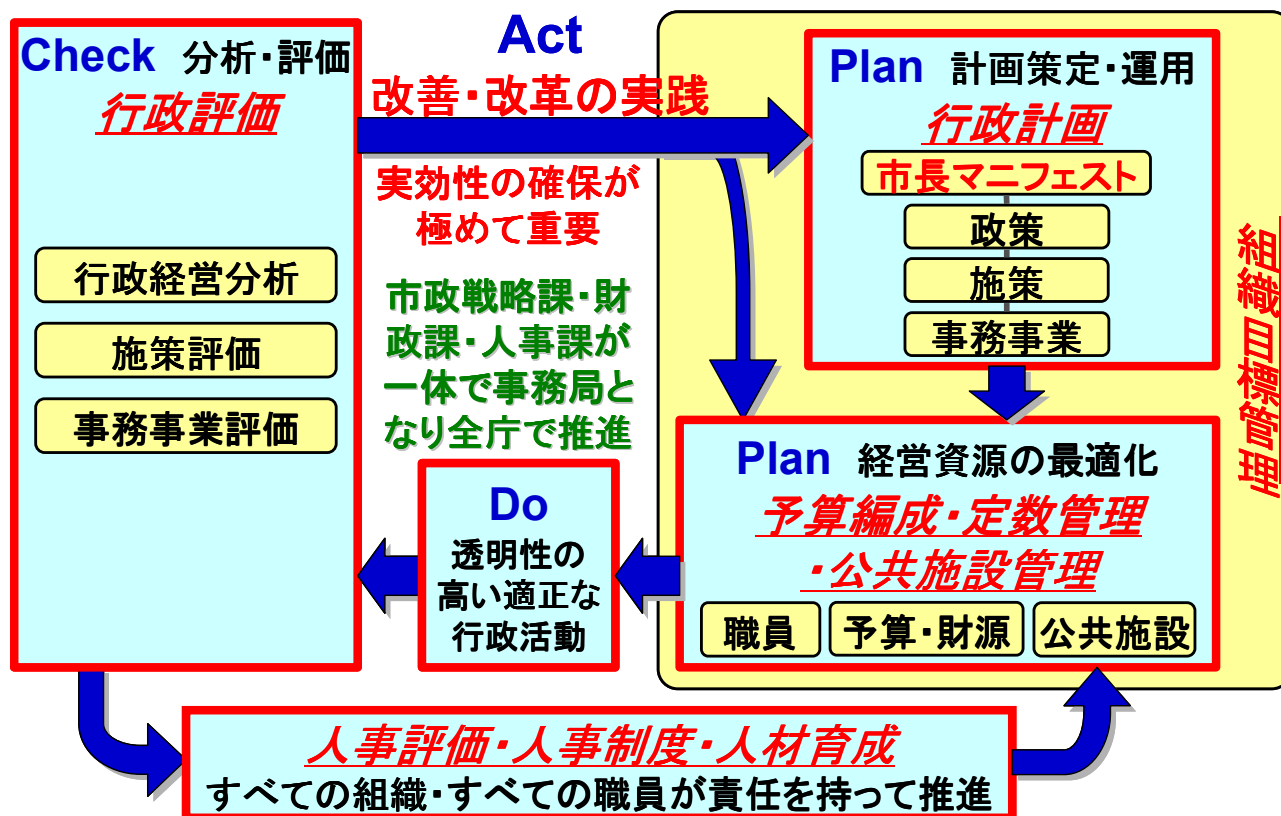 Check 分析・評価
行政評価
行政経営分析
施策評価
事務事業評価
Act
改善・改革の実践
実効性の確保が
極めて重要
市政戦略課・財
政課・人事課が
一体で事務局と
なり全庁で推進
Plan 計画策定・運用
行政計画
市長マニフェスト
政策
施策
事務事業
組織目標管理
Plan 経営資源の最適化
予算編成・定数管理
・公共施設管理
職員
予算・財源
公共施設
Do
透明性の
高い適正な
行政活動
人事評価・人事制度・人材育成
すべての組織・すべての職員が責任を持って推進